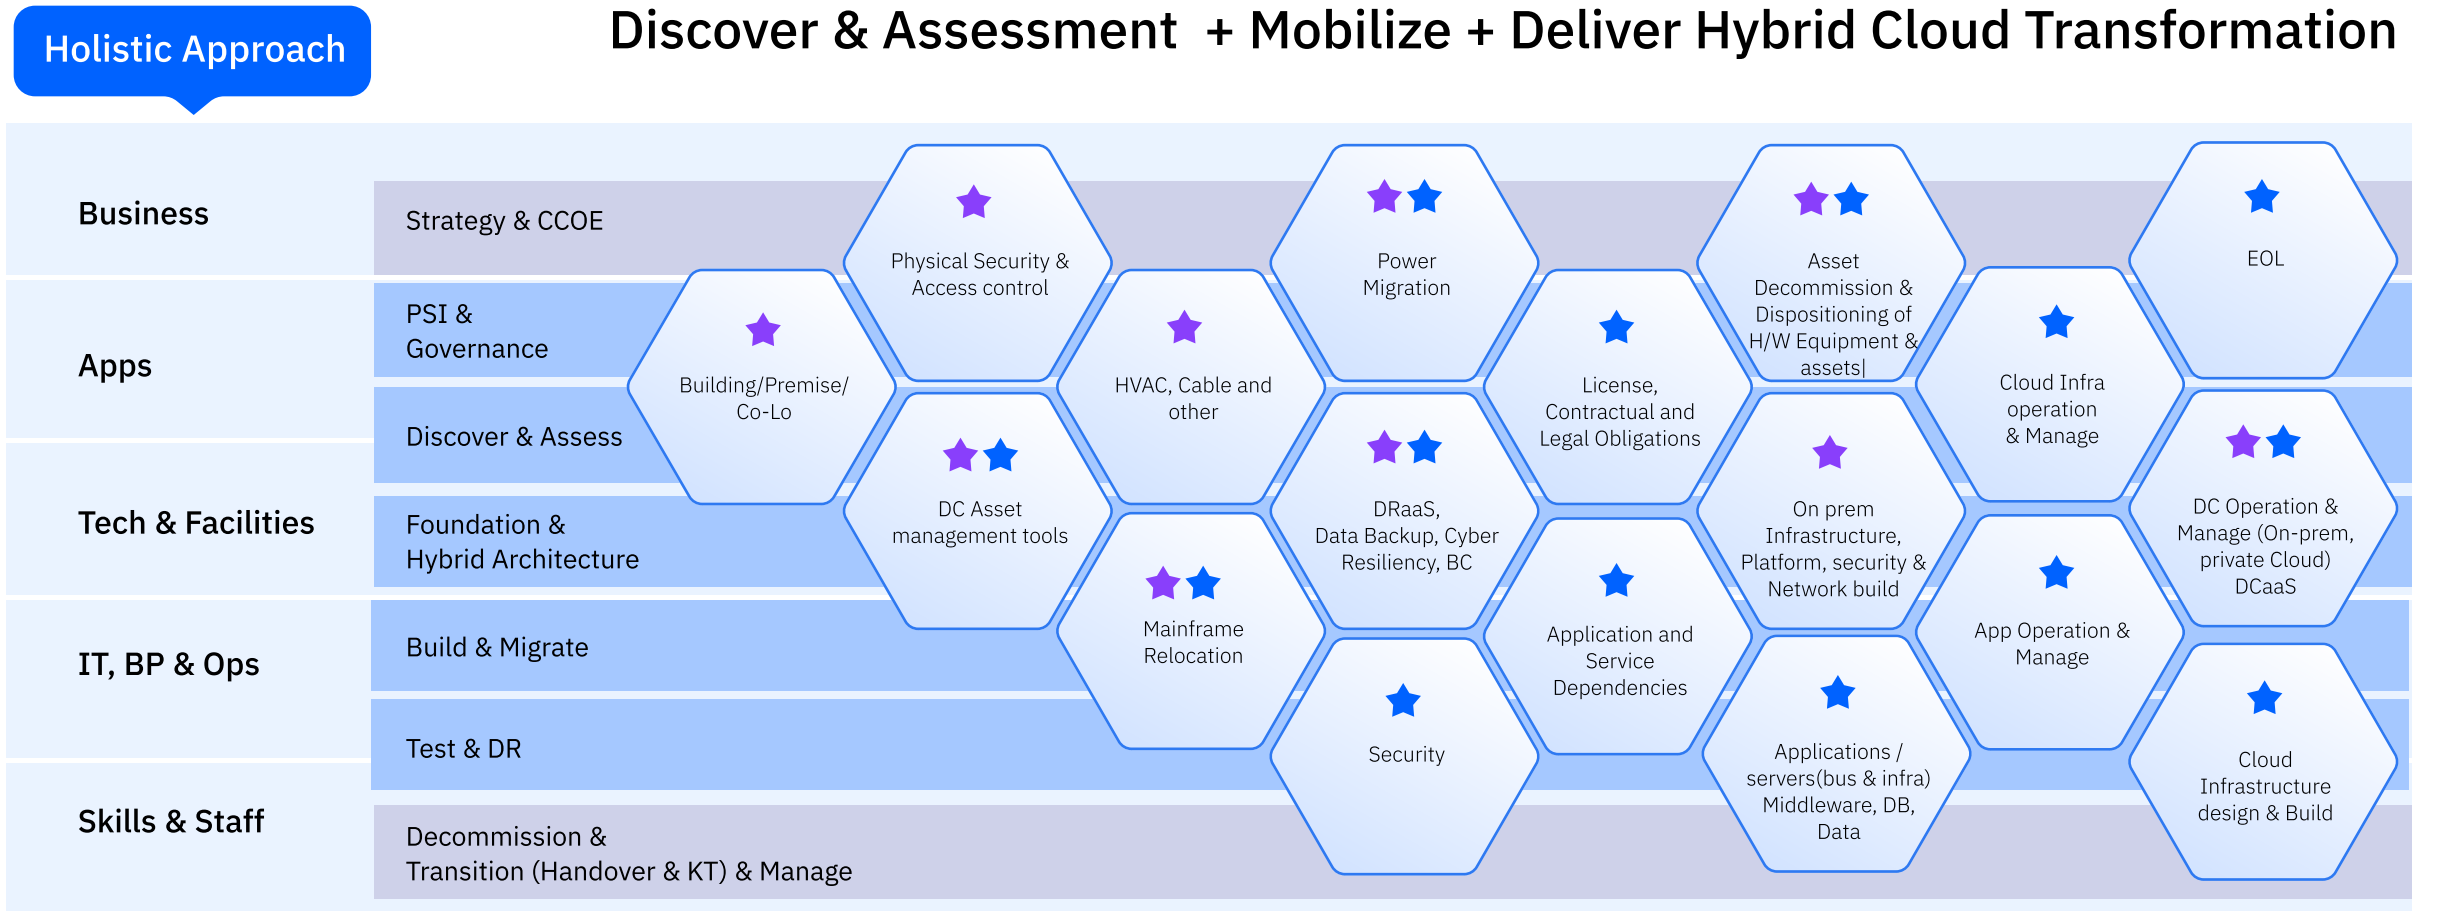 Holistic Approach
Discover & Assessment + Mobilize + Deliver Hybrid Cloud Transformation
Business
Apps
Tech & Facilities
IT, BP & Ops
Skills & Staff
Strategy & CCOE
PSI &
Governance
Discover & Assess
Foundation &
Hybrid Architecture
Build & Migrate
Test & DR
Decommission &
Transition (Handover & KT) & Manage
Building/Premise/
Co-Lo
Physical Security &
Access control
DC Asset
management tools
HVAC, Cable and
other
Mainframe
Relocation
Power
Migration
DRaaS,
Data Backup, Cyber
Resiliency, BC
Security
License,
Contractual and
Legal Obligations
Application and
Service
Dependencies
Asset
Decommission &
Dispositioning of
H/W Equipment &
assets|
On prem
Infrastructure,
Platform, security &
Network build
Applications /
servers(bus & infra)
Middleware, DB,
Data
Cloud Infra
operation
& Manage
App Operation &
Manage
EOL
DC Operation &
Manage (On-prem,
private Cloud)
DCaaS
Cloud
Infrastructure
design & Build